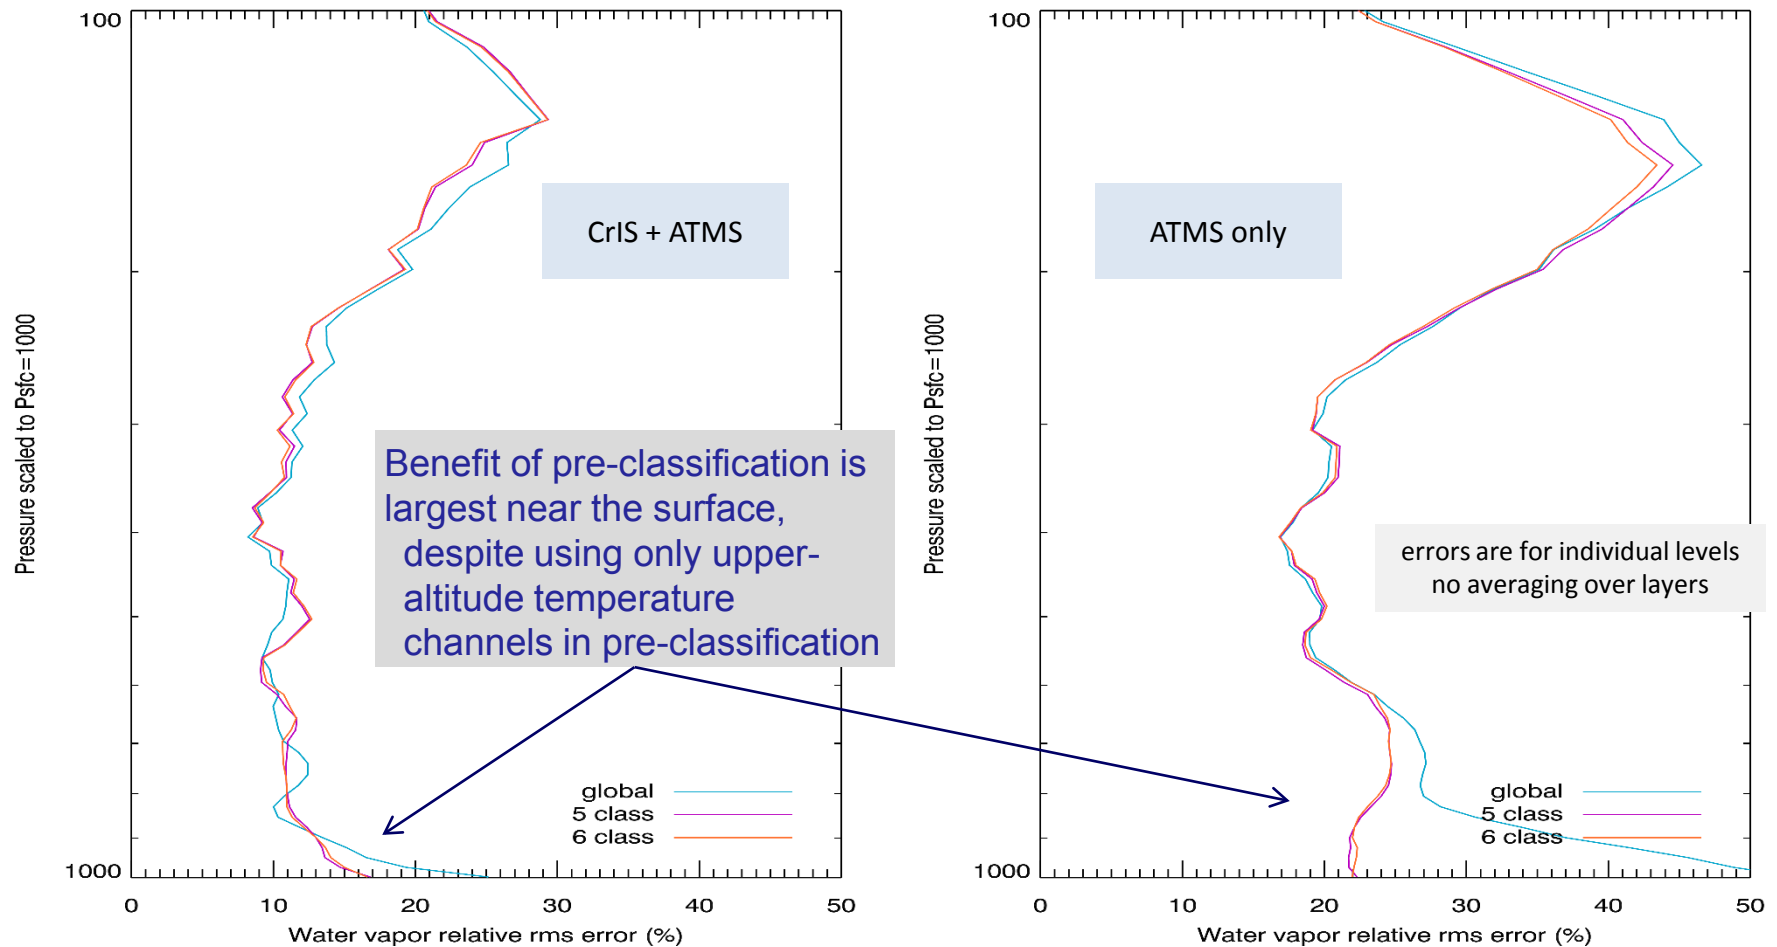 100
CrIS + ATMS
Pressure scaled to Psfc=1000
global
5 class
6 class
1000
0 10 20 30 40 50
Water vapor relative rms error (%)
Benefit of pre-classification is
largest near the surface,
despite using only upper-
altitude temperature
channels in pre-classification
100
ATMS only
Pressure scaled to Psfc=1000
errors are for individual levels
no averaging over layers
global
5 class
6 class
1000
0 10 20 30 40 50
Water vapor relative rms error (%)